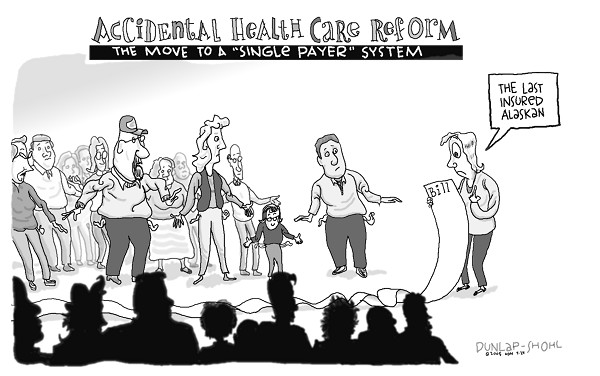 AccidentaL HeaLth Care Reform
THE MOVE TO A "SINGLE PAYER" SYSTEM
THE LAST
INSURED
ALASKAN
Bill
DUNLAP-SHOHL